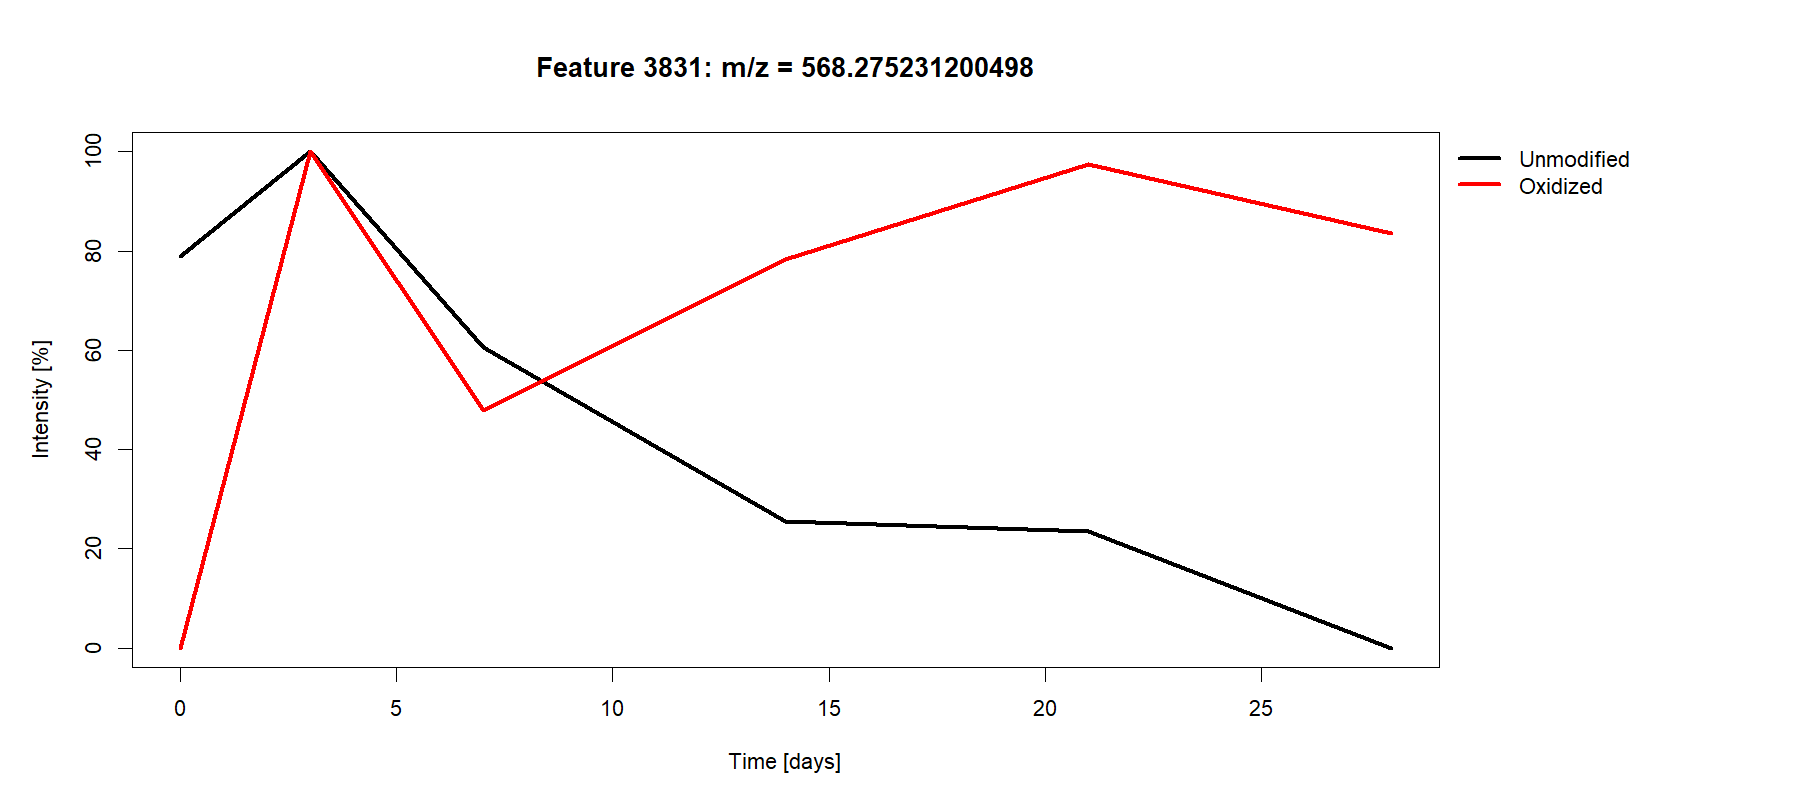 Feature 3831: m/z = 568.275231200498
Unmodified
Oxidized
Intensity [%]
100
80
60
40
20
0
0 5 10 15 20 25
Time [days]